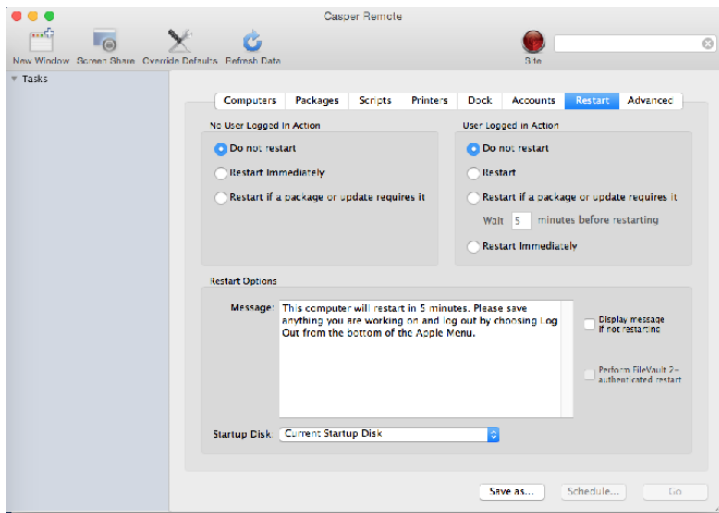 Casper Remote
New Window Screen Share Override Defaults Refresh Data Site
Tasks
Computers Packages Scripts Printers Dock Accounts Restart Advanced
No User Logged In Action
Do not restart
Restart Immediately
Restart if a package or update requires it
User Logged in Action
Do not restart
Restart
Restart if a package or update requires it
Wait 5 minutes before restarting
Restart Immediately
Restart Options
Message: This computer will restart in 5 minutes. Please save
anything you are working on and log out by choosing Log
Out from the bottom of the Apple Menu.
Display message
if not restarting
Perform FileVault 2-
authenticated restart
Startup Disk: Current Startup Disk
Save as... Schedule... Go